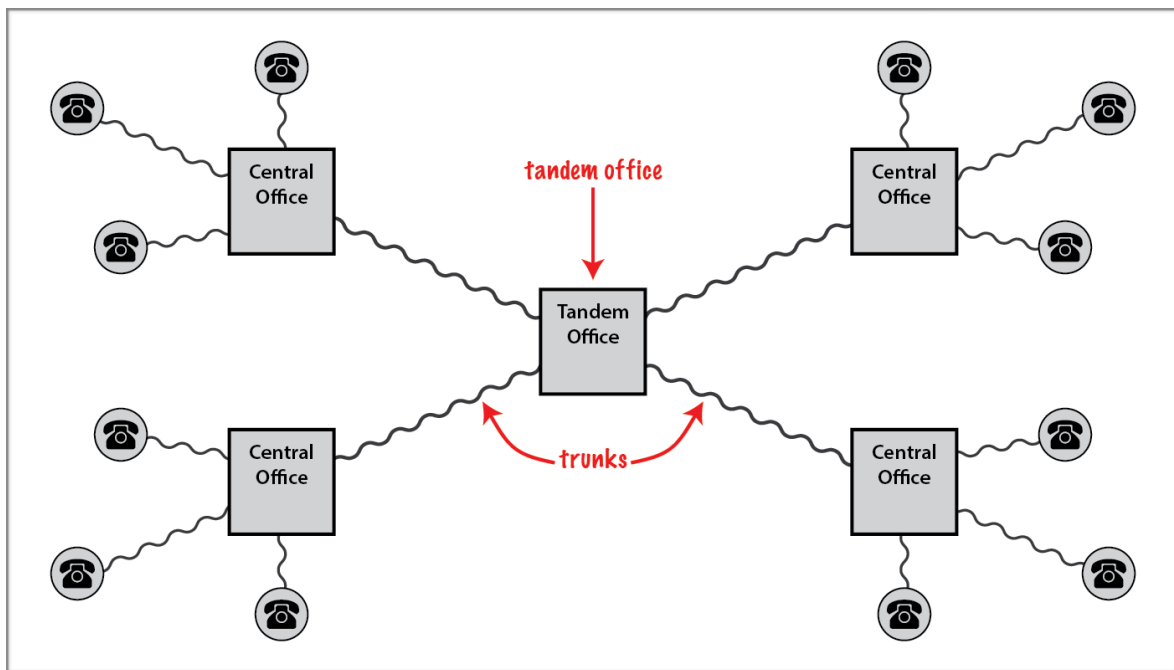 Central
Office
Central
Office
tandem office
Tandem
Office
Central
Office
Central
Office
trunks